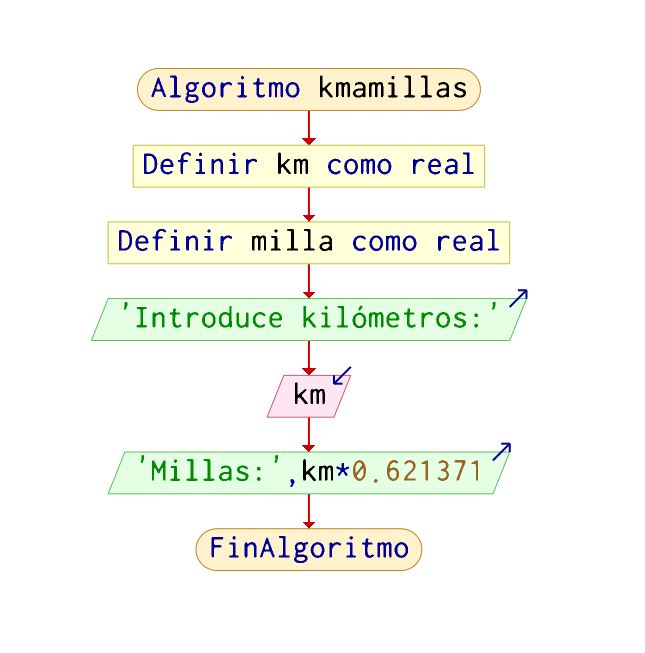 Algoritmo kmamillas
Definir km como real
Definir milla como real
'Introduce kilómetros:'
km
'Millas:',km*0.621371
FinAlgoritmo